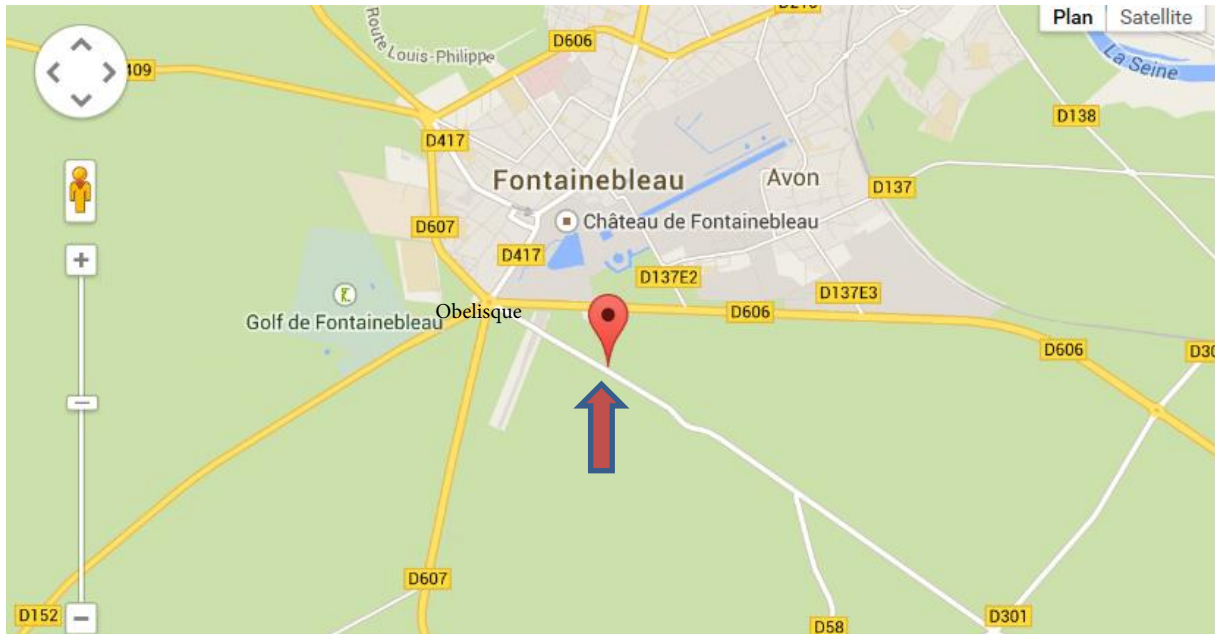 D210
Plan Satellite
Route Louis-Philippe
D606
La Seine
409
D138
D417
Fontainebleau
Avon
D137
Château de Fontainebleau
D607
D417
D137E2
D137E3
Obelisque
D606
Golf de Fontainebleau
D606
D30
D607
D152
D301
D58